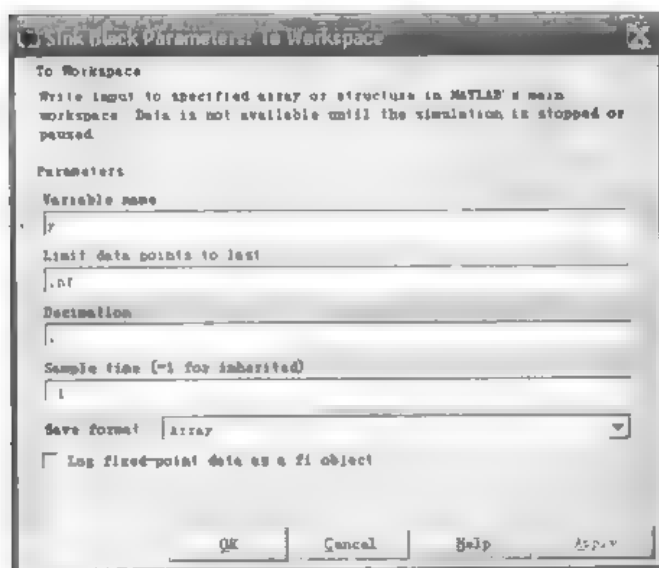 Sink Block Parameters: To Workspace
To Workspace
Write input to specified array or structure in MATLAB's main
workspace. Data is not available until the simulation is stopped or
paused
Parameters
Variable name
y
Limit data points to last
inf
Decimation
Sample time (-1 for inherited)
Save format Array
Log fixed-point data as a fi object
OK Cancel Help Apply